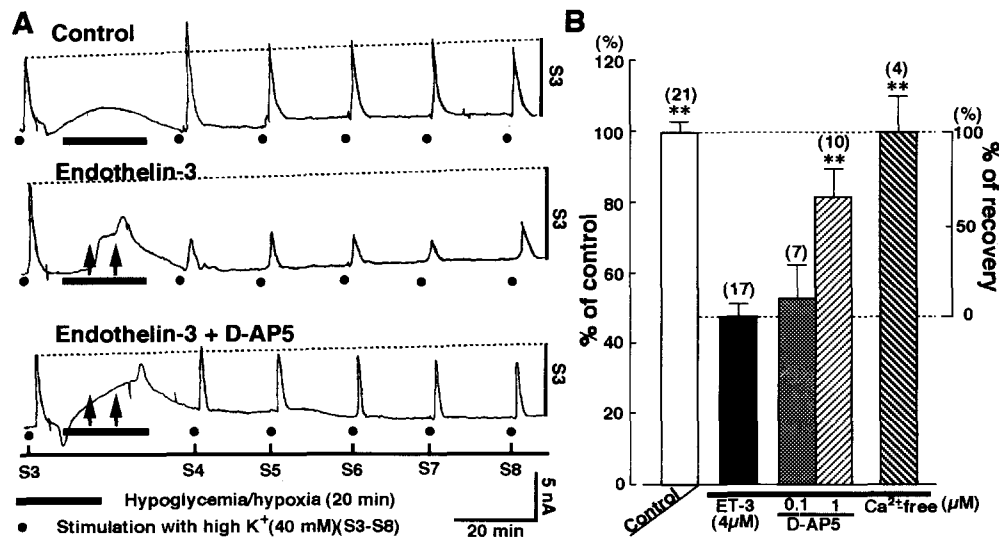 A
Control
S3
Endothelin-3
S3
Endothelin-3 + D-AP5
S3
S3 S4 S5 S6 S7 S8
Hypoglycemia/hypoxia (20 min)
Stimulation with high K+(40 mM)(S3-S8)
5 nA
20 min
B
(%)
120
100
80
60
40
20
0
% of control
(21)
**
(17)
(7)
(10)
**
(4)
**
(%)
100
50
0
% of recovery
Control
ET-3
(4μM)
0.1 1
D-AP5
Ca2+free
(μM)